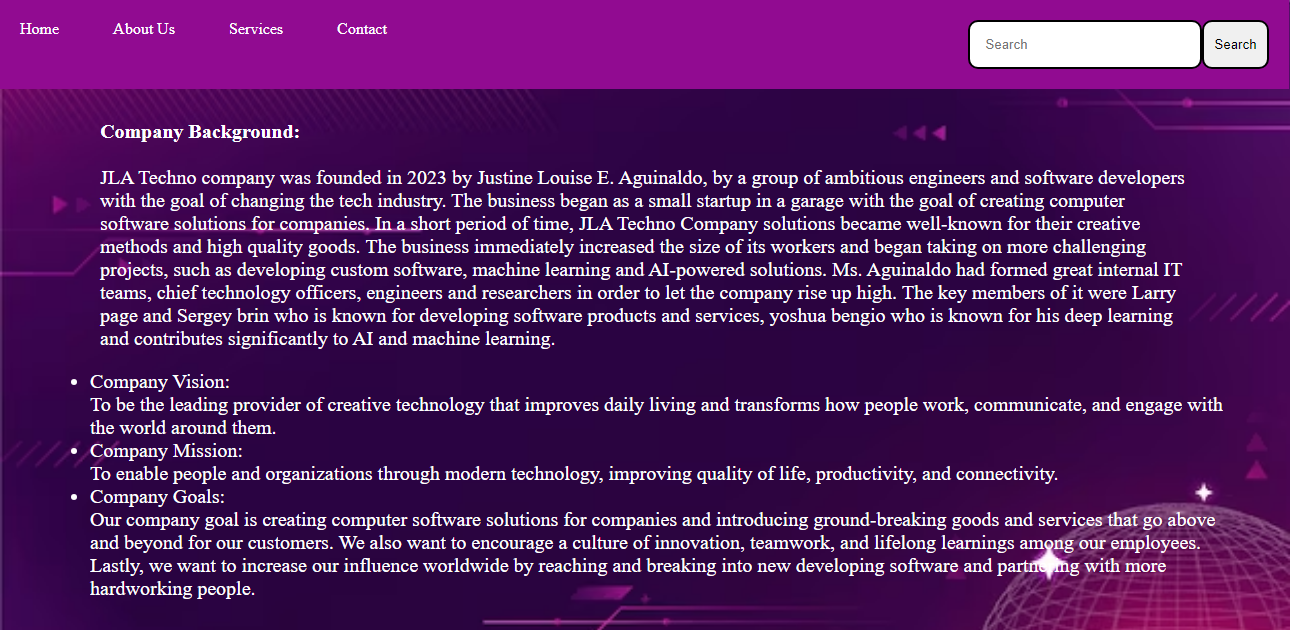 Home About Us Services Contact Search Search
Company Background:
JLA Techno company was founded in 2023 by Justine Louise E. Aguinaldo, by a group of ambitious engineers and software developers
with the goal of changing the tech industry. The business began as a small startup in a garage with the goal of creating computer
software solutions for companies. In a short period of time, JLA Techno Company solutions became well-known for their creative
methods and high quality goods. The business immediately increased the size of its workers and began taking on more challenging
projects, such as developing custom software, machine learning and AI-powered solutions. Ms. Aguinaldo had formed great internal IT
teams, chief technology officers, engineers and researchers in order to let the company rise up high. The key members of it were Larry
page and Sergey brin who is known for developing software products and services, yoshua bengio who is known for his deep learning
and contributes significantly to AI and machine learning.
• Company Vision:
To be the leading provider of creative technology that improves daily living and transforms how people work, communicate, and engage with
the world around them.
• Company Mission:
To enable people and organizations through modern technology, improving quality of life, productivity, and connectivity.
• Company Goals:
Our company goal is creating computer software solutions for companies and introducing ground-breaking goods and services that go above
and beyond for our customers. We also want to encourage a culture of innovation, teamwork, and lifelong learnings among our employees.
Lastly, we want to increase our influence worldwide by reaching and breaking into new developing software and partnering with more
hardworking people.